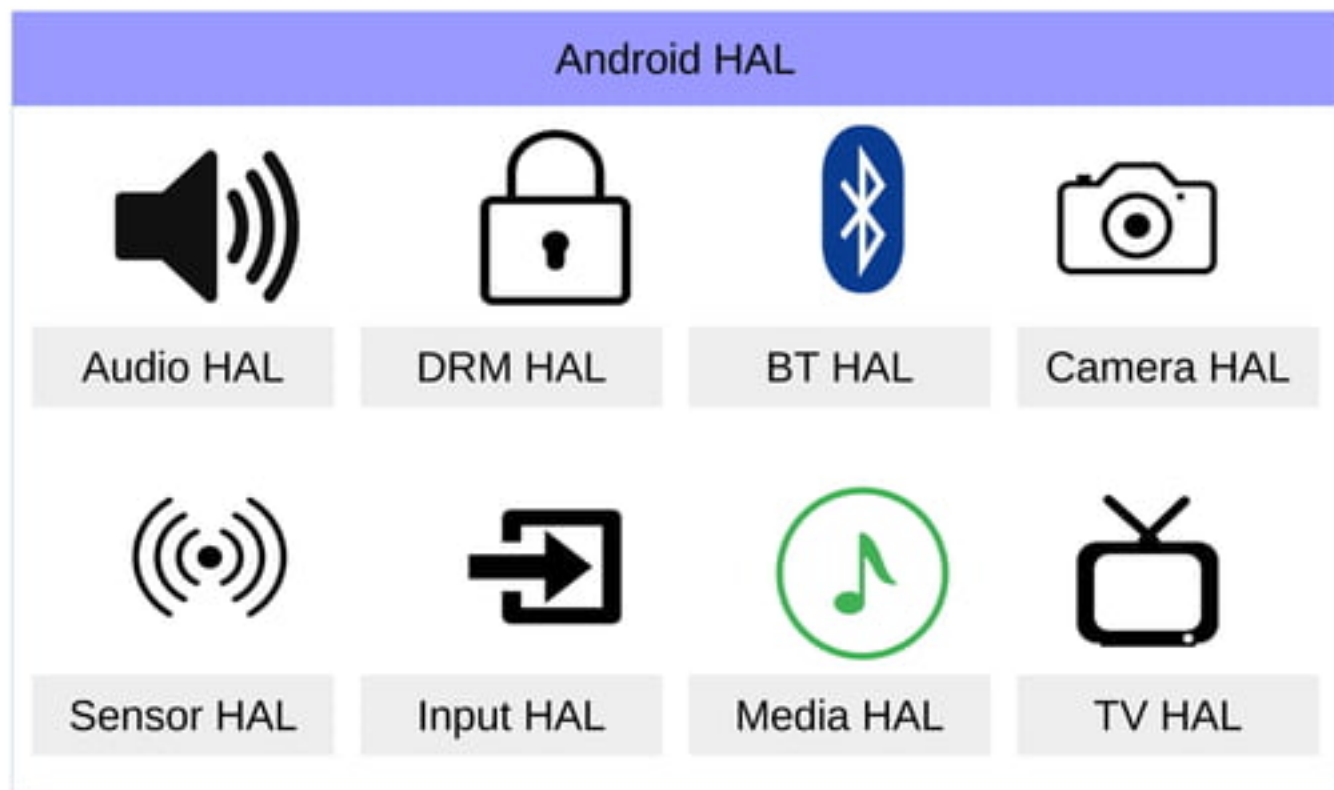 Android HAL
Audio HAL
DRM HAL
BT HAL
Camera HAL
Sensor HAL
Input HAL
Media HAL
TV HAL